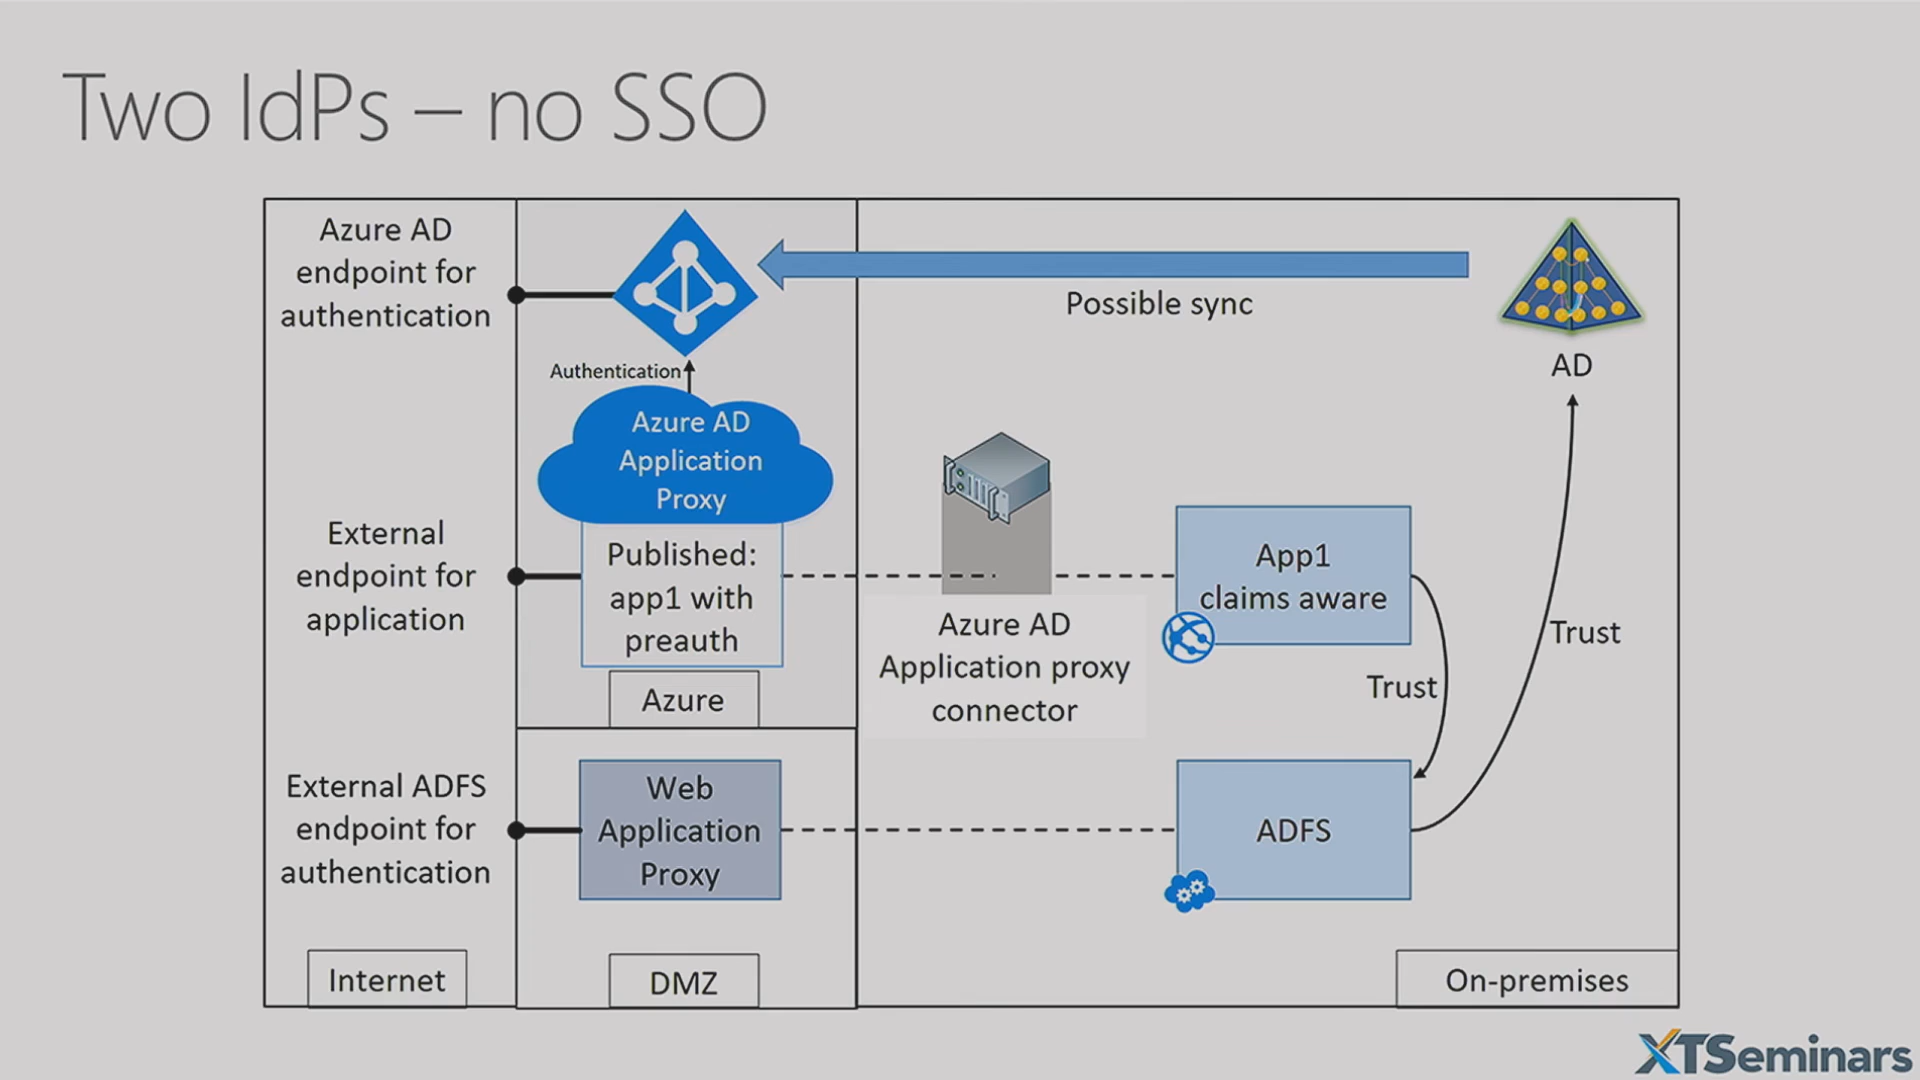 Two IdPs – no SSO
Azure AD
endpoint for
authentication
Possible sync
AD
Authentication
Azure AD
Application
Proxy
External
endpoint for
application
Published:
app1 with
preauth
Azure
Azure AD
Application proxy
connector
App1
claims aware
Trust
Trust
External ADFS
endpoint for
authentication
Web
Application
Proxy
ADFS
Internet
DMZ
On-premises
XTSeminars